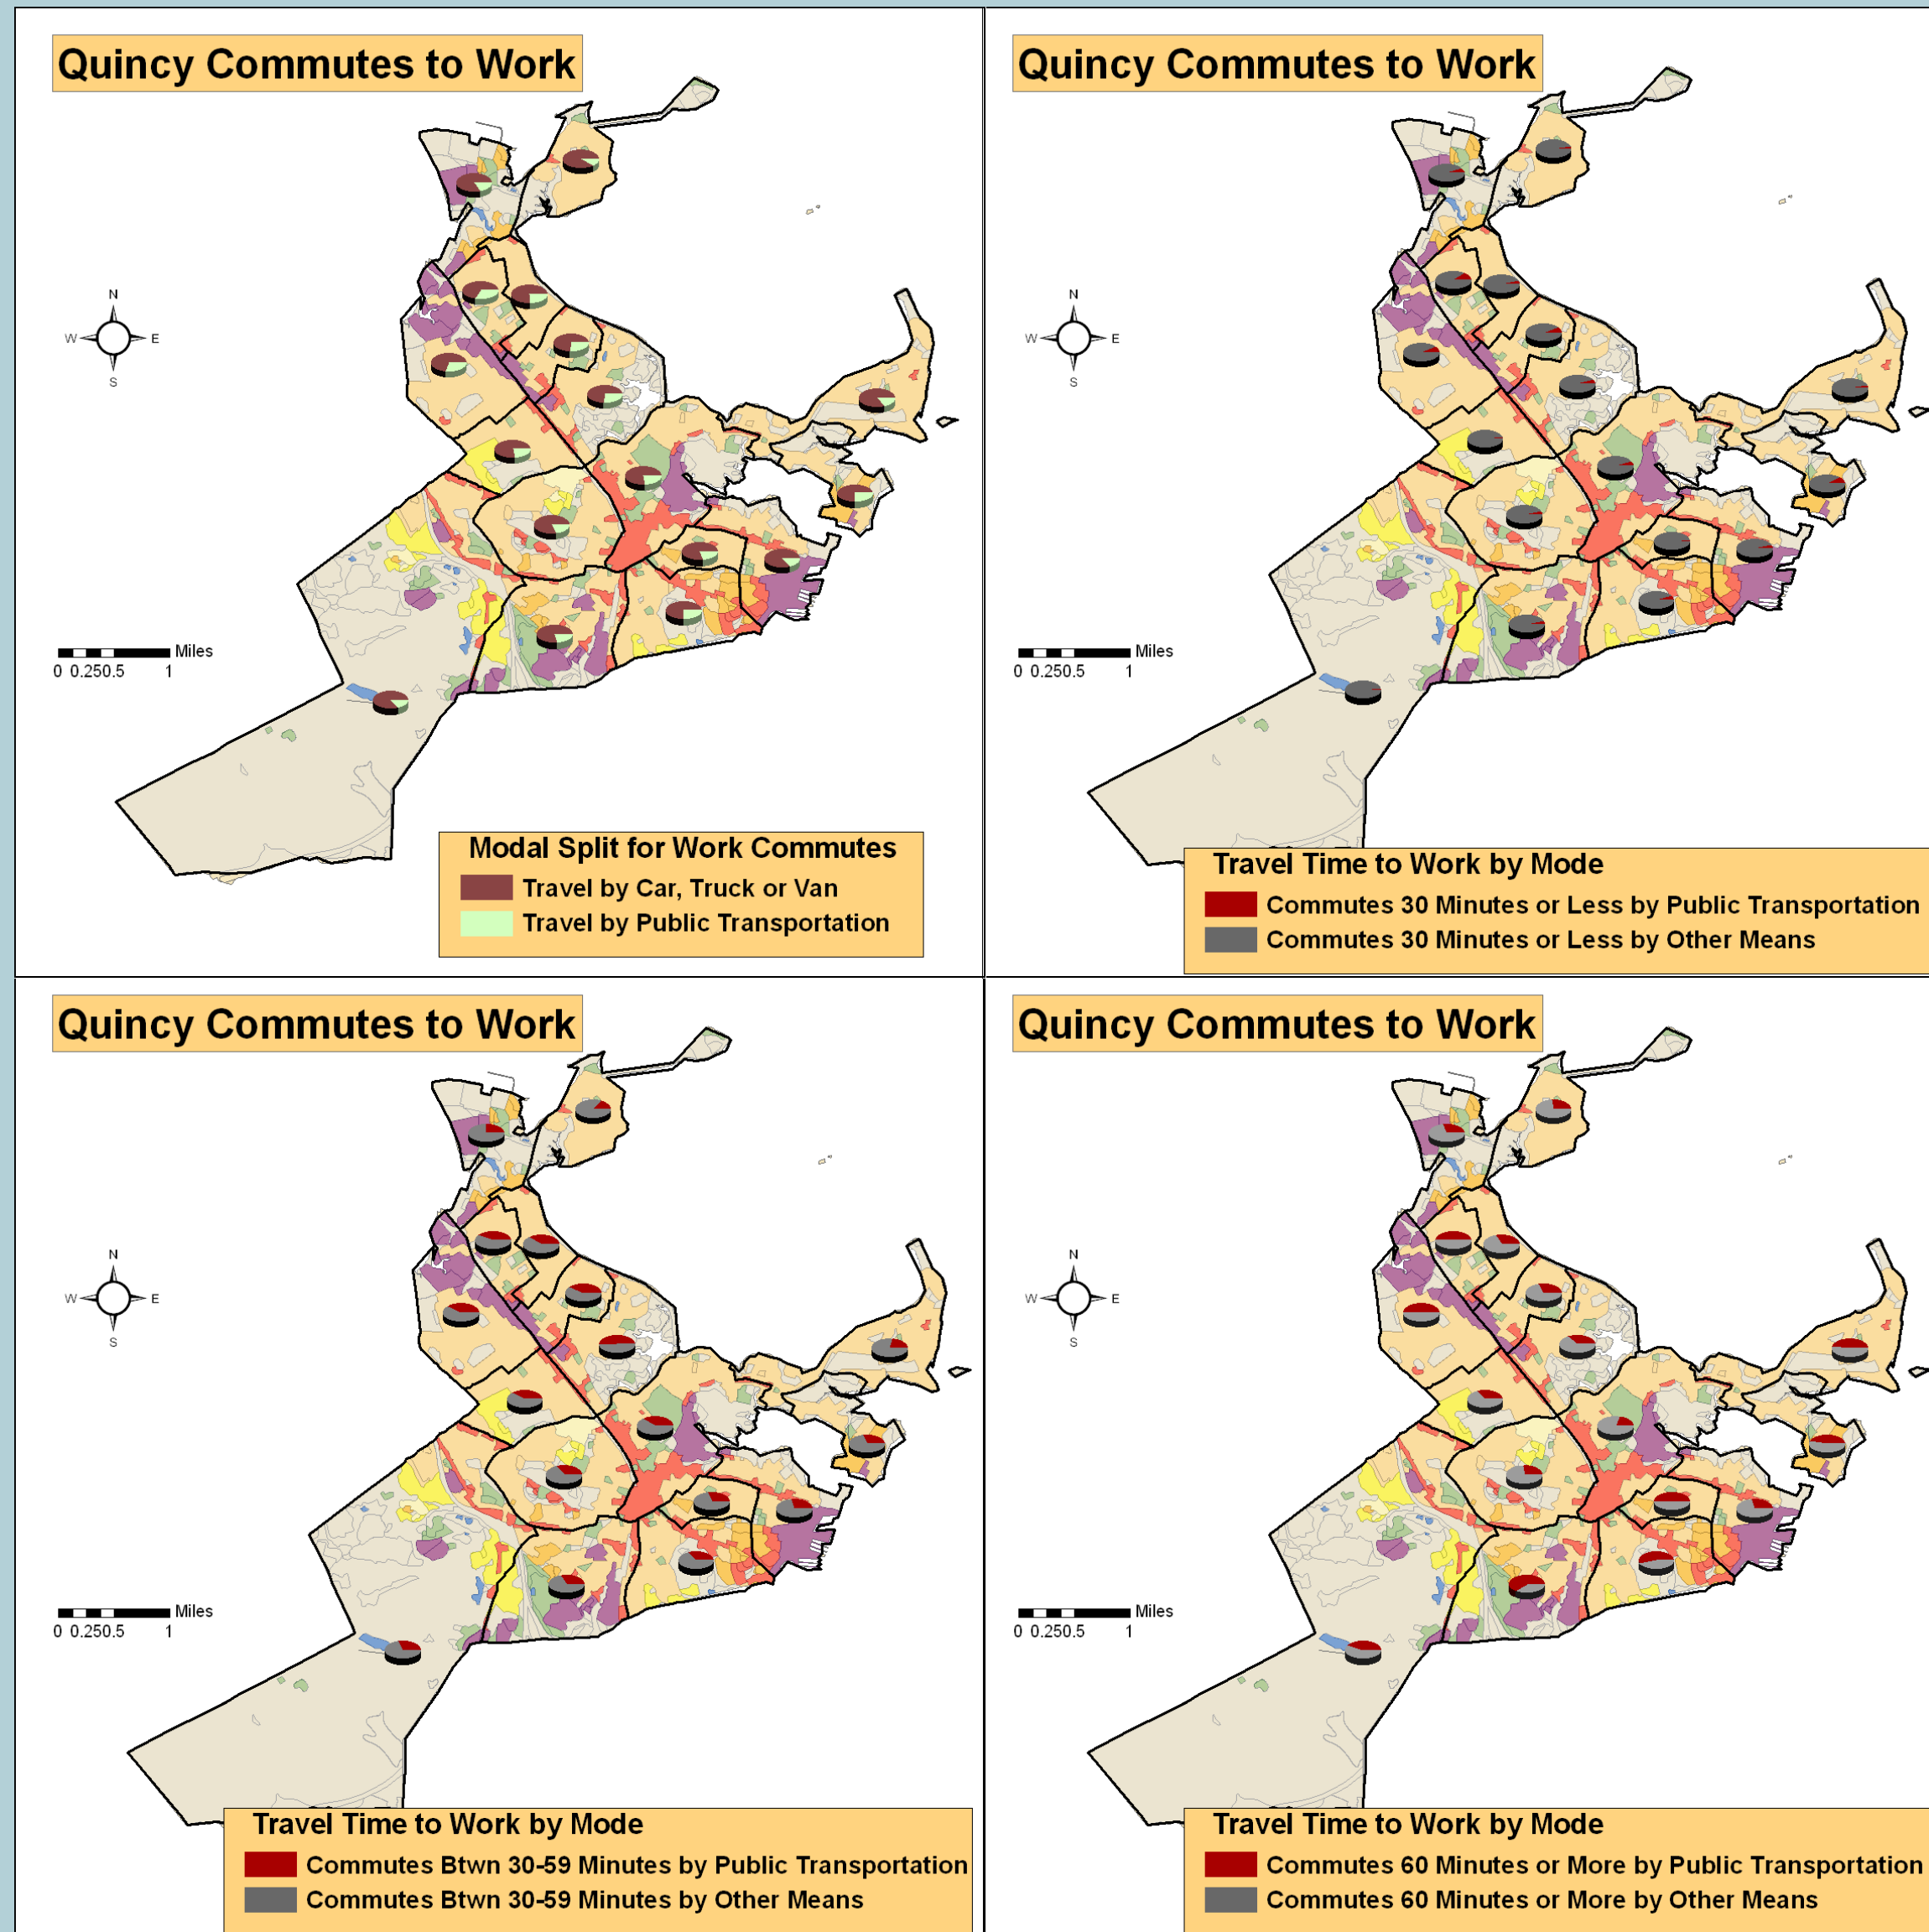 Quincy Commutes to Work
N
W
E
S
Miles
0 0.250.5 1
Modal Split for Work Commutes
Travel by Car, Truck or Van
Travel by Public Transportation
Quincy Commutes to Work
N
W
E
S
Miles
0 0.250.5 1
Travel Time to Work by Mode
Commutes 30 Minutes or Less by Public Transportation
Commutes 30 Minutes or Less by Other Means
Quincy Commutes to Work
N
W
E
S
Miles
0 0.250.5 1
Travel Time to Work by Mode
Commutes Btwn 30-59 Minutes by Public Transportation
Commutes Btwn 30-59 Minutes by Other Means
Quincy Commutes to Work
N
W
E
S
Miles
0 0.250.5 1
Travel Time to Work by Mode
Commutes 60 Minutes or More by Public Transportation
Commutes 60 Minutes or More by Other Means